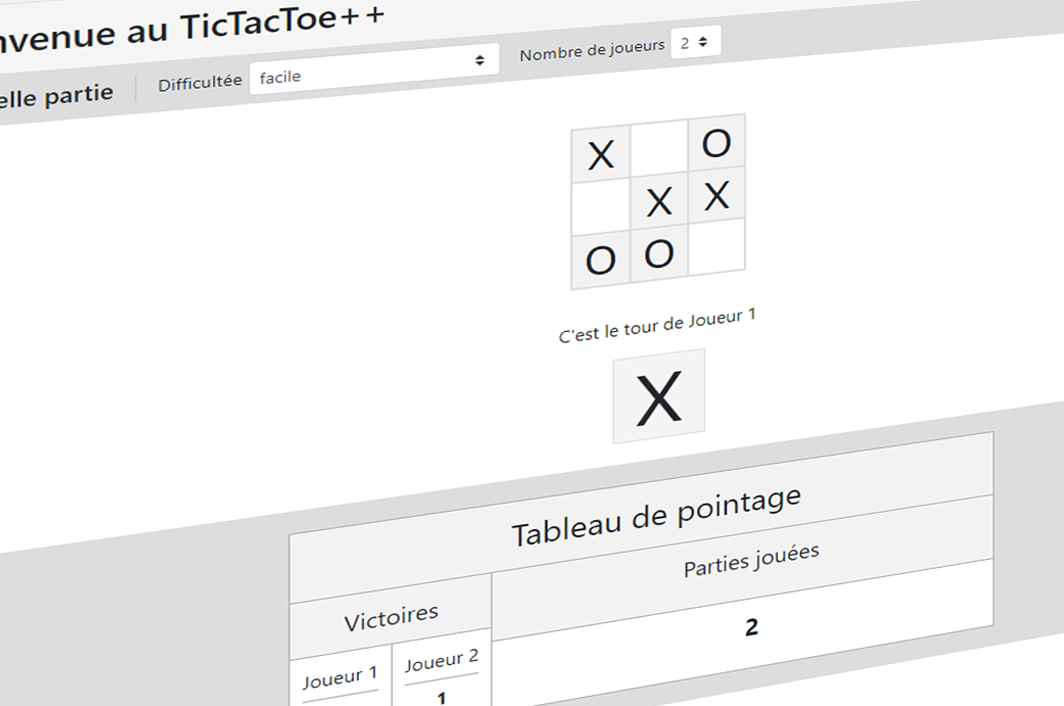 nvenue au TicTacToe++
elle partie Difficultée facile Nombre de joueurs 2
X O
X X
O O
C'est le tour de Joueur 1
X
Tableau de pointage
Victoires Parties jouées
Joueur 1 Joueur 2 2
1